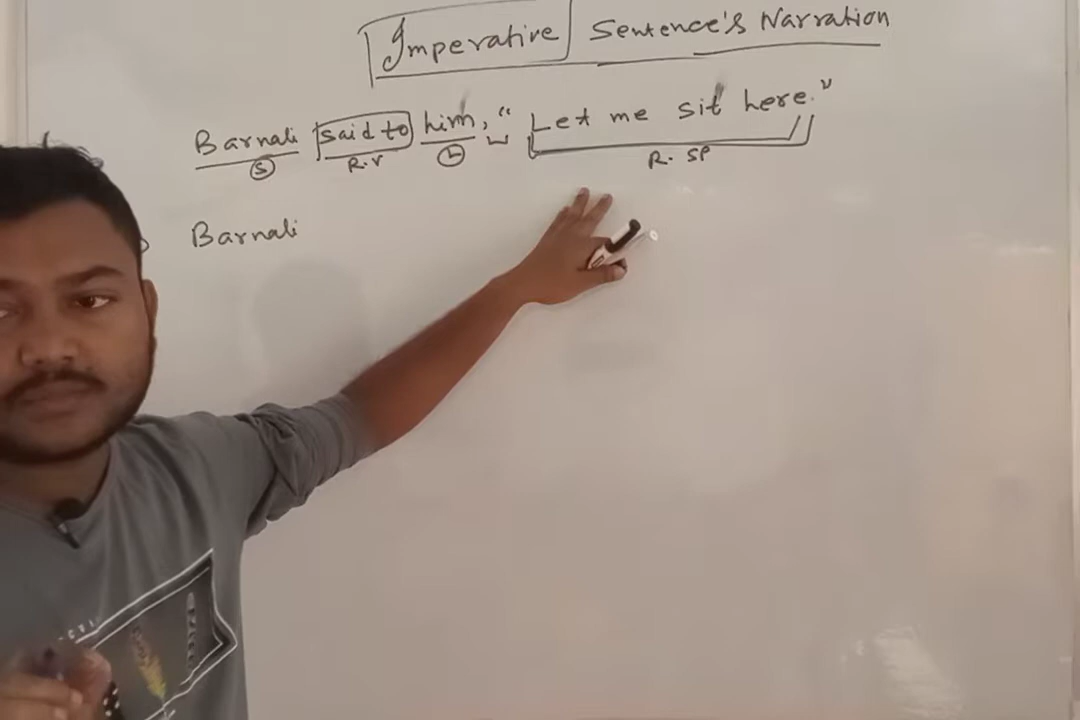 Imperative Sentence's Narration
Barnali said to him, "Let me sit here."
S R.V L R. SP
Barnali